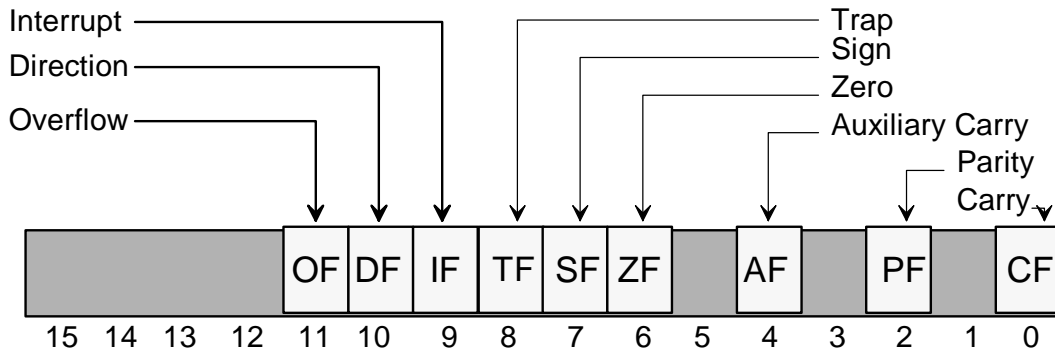 Interrupt
Direction
Overflow
Trap
Sign
Zero
Auxiliary Carry
Parity
Carry
OF DF IF TF SF ZF AF PF CF
15 14 13 12 11 10 9 8 7 6 5 4 3 2 1 0